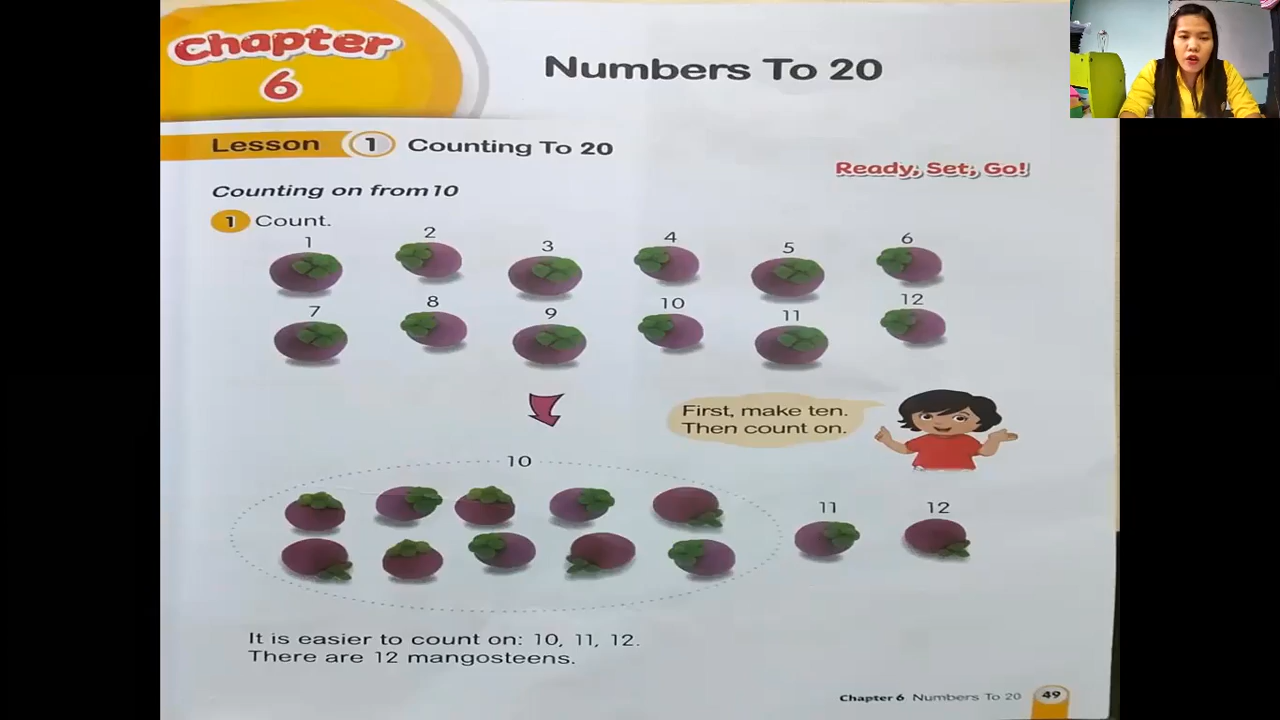 Chapter
6
Numbers To 20
Lesson 1 Counting To 20
Ready, Set, Go!
Counting on from 10
1 Count.
1 2 3 4 5 6
7 8 9 10 11 12
First, make ten.
Then count on.
10
11 12
It is easier to count on: 10, 11, 12.
There are 12 mangosteens.
Chapter 6 Numbers To 20 49